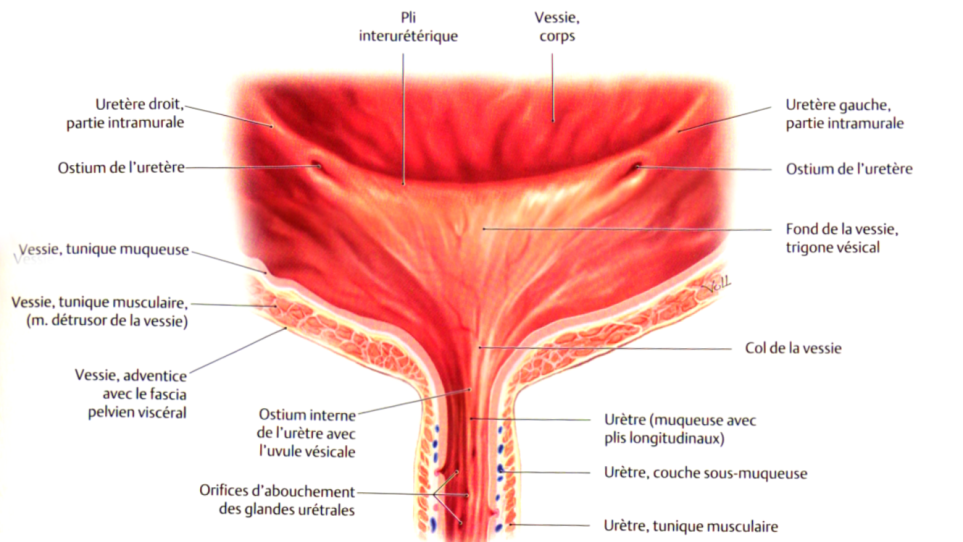 Pli
interurétérique
Vessie,
corps
Uretère droit,
partie intramurale
Uretère gauche,
partie intramurale
Ostium de l'uretère
Ostium de l'uretère
Fond de la vessie,
trigone vésical
Vessie, tunique muqueuse
Voll
Vessie, tunique musculaire,
(m. détrusor de la vessie)
Col de la vessie
Vessie, adventice
avec le fascia
pelvien viscéral
Ostium interne
de l'urètre avec
l'uvule vésicale
Urètre (muqueuse avec
plis longitudinaux)
Urètre, couche sous-muqueuse
Orifices d'abouchement
des glandes urétrales
Urètre, tunique musculaire